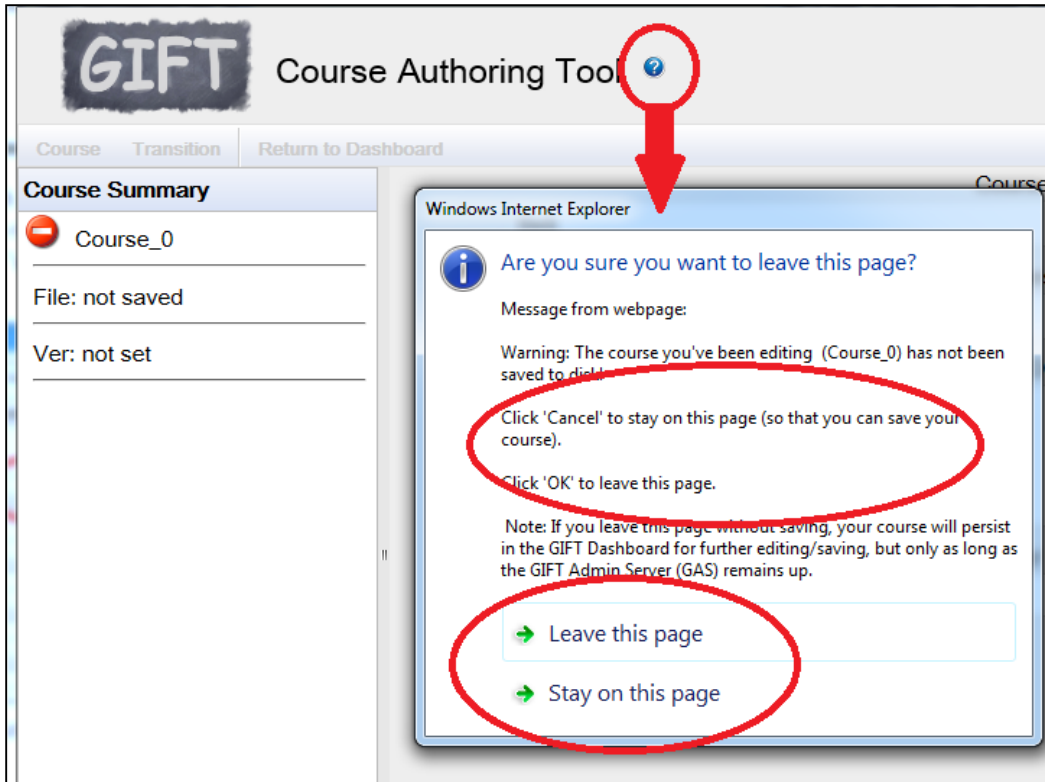 GIFT
Course Authoring Tool
Course Transition Return to Dashboard
Course Summary
Course_0
File: not saved
Ver: not set
Course
Windows Internet Explorer
Are you sure you want to leave this page?
Message from webpage:
Warning: The course you've been editing (Course_0) has not been
saved to disk!
Click 'Cancel' to stay on this page (so that you can save your
course).
Click 'OK' to leave this page.
Note: If you leave this page without saving, your course will persist
in the GIFT Dashboard for further editing/saving, but only as long as
the GIFT Admin Server (GAS) remains up.
Leave this page
Stay on this page